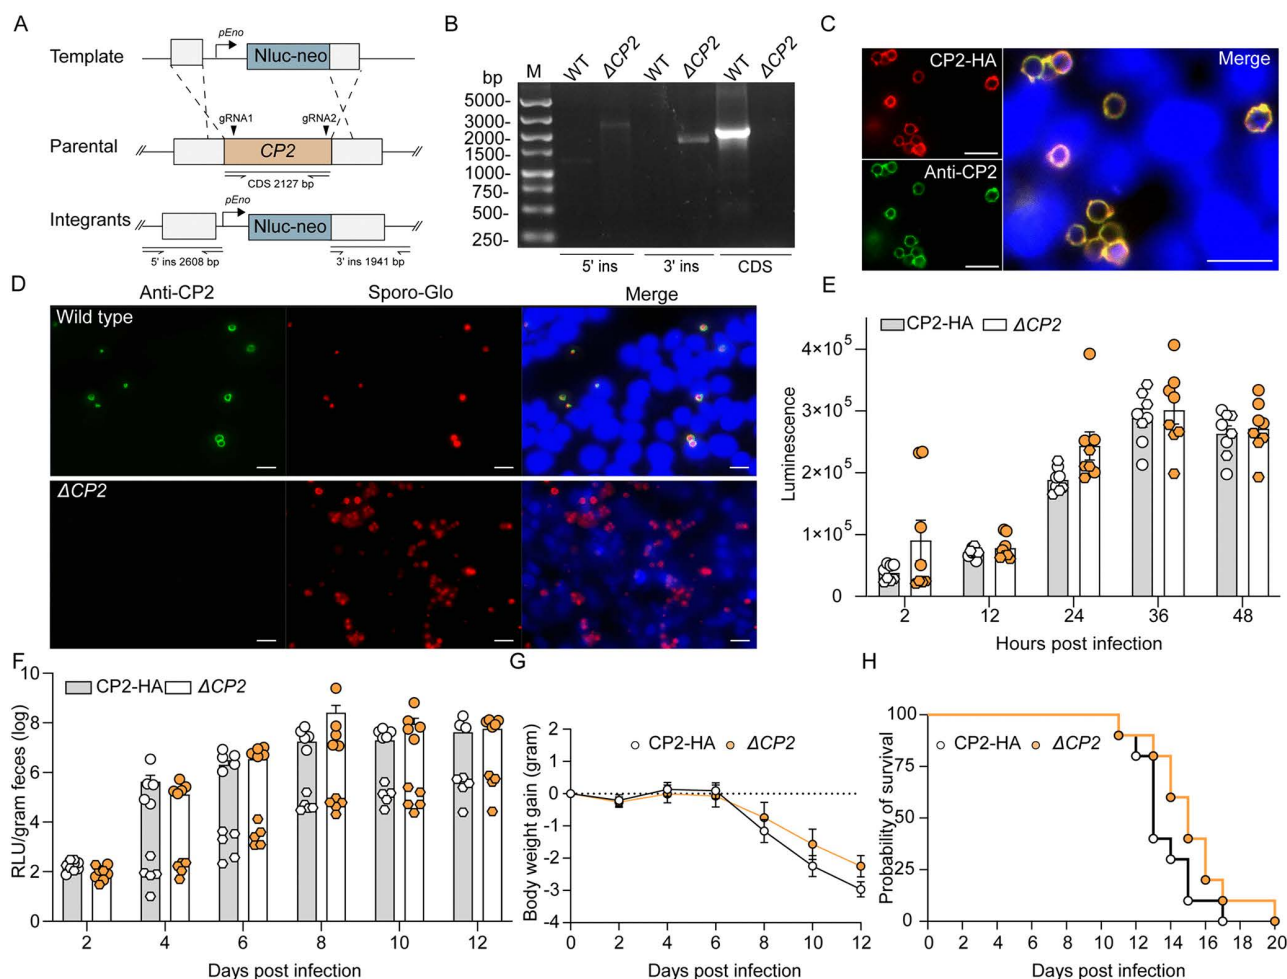 A
Template
pEno
Nluc-neo
gRNA1
gRNA2
Parental
CP2
CDS 2127 bp
Integrants
pEno
Nluc-neo
5' ins 2608 bp
3' ins 1941 bp
B
bp
M
WT
ΔCP2
WT
ΔCP2
WT
ΔCP2
5000-
3000-
2000-
1500-
1000-
750-
500-
250-
5' ins
3' ins
CDS
C
CP2-HA
Merge
Anti-CP2
D
Anti-CP2
Sporo-Glo
Merge
Wild type
ΔCP2
E
CP2-HA
ΔCP2
Luminescence
4×10⁵
3×10⁵
2×10⁵
1×10⁵
0
2 12 24 36 48
Hours post infection
F
CP2-HA
ΔCP2
RLU/gram feces (log)
10
8
6
4
2
0
2 4 6 8 10 12
Days post infection
G
CP2-HA
ΔCP2
Body weight gain (gram)
2
1
0
-1
-2
-3
-4
0 2 4 6 8 10 12
Days post infection
H
CP2-HA
ΔCP2
Probability of survival
100
75
50
25
0
0 2 4 6 8 10 12 14 16 17 20
Days post infection